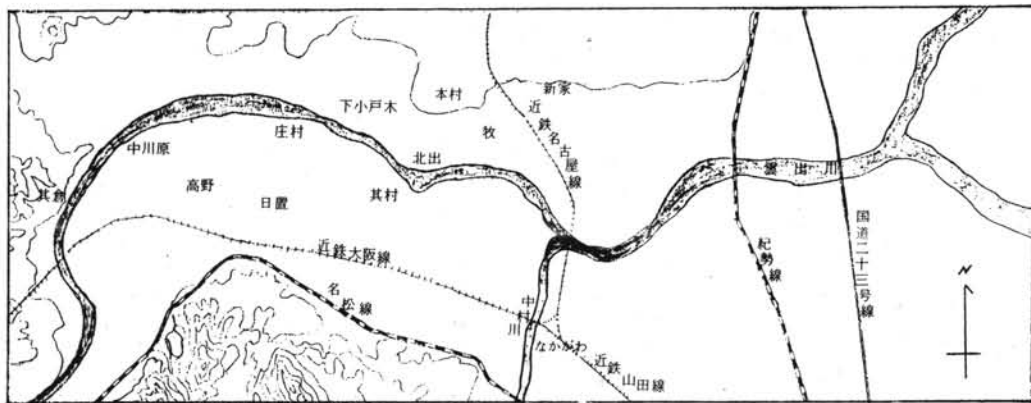 本村
新家
下小戸木
近鉄名古屋線
牧
庄村
中川原
北出
雲出川
高野
其倉
日置
其村
国道二十三号線
近鉄大阪線
紀勢線
名松線
中村川
なかがわ
近鉄山田線
N